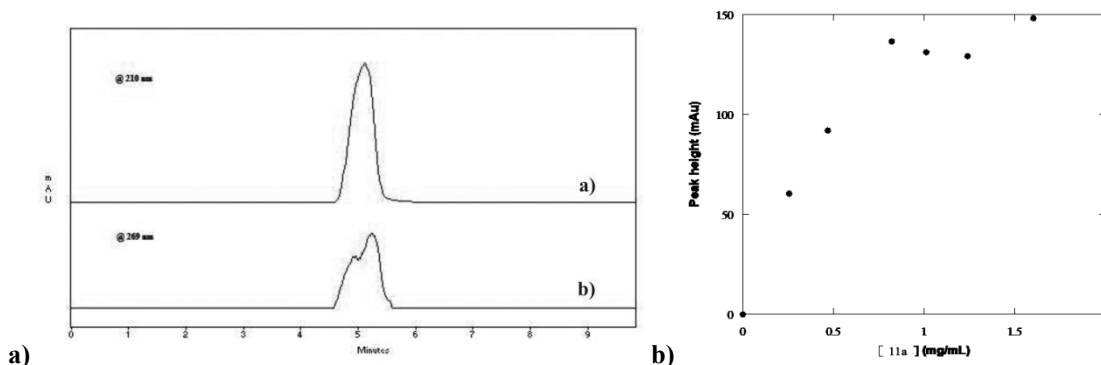 @ 210 nm
a)
m
A
U
@ 269 nm
b)
0 1 2 3 4 5 6 7 8 9
Minutes
a)
150
100
50
0
Peak height (mAu)
0 0.5 1 1.5
[ 11a ] (mg/mL)
b)